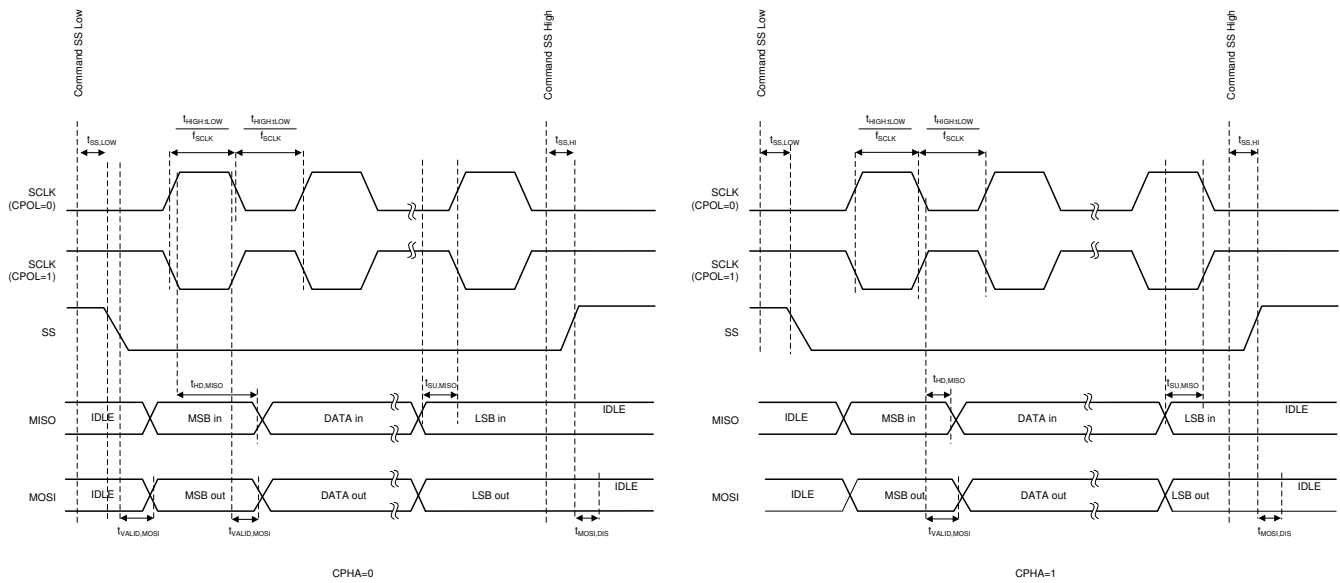 Command SS Low
Command SS High
tHIGH:tLOW
fSCLK
tHIGH:tLOW
fSCLK
tSS,LOW
tSS,HI
SCLK
(CPOL=0)
SCLK
(CPOL=1)
SS
tHD,MISO
tSU,MISO
MISO
IDLE
MSB in
DATA in
LSB in
IDLE
MOSI
IDLE
MSB out
DATA out
LSB out
IDLE
tVALID,MOSI
tVALID,MOSI
tMOSI,DIS
CPHA=0
Command SS Low
Command SS High
tHIGH:tLOW
fSCLK
tHIGH:tLOW
fSCLK
tSS,LOW
tSS,HI
SCLK
(CPOL=0)
SCLK
(CPOL=1)
SS
tHD,MISO
tSU,MISO
MISO
IDLE
MSB in
DATA in
LSB in
IDLE
MOSI
IDLE
MSB out
DATA out
LSB out
IDLE
tVALID,MOSI
tMOSI,DIS
CPHA=1